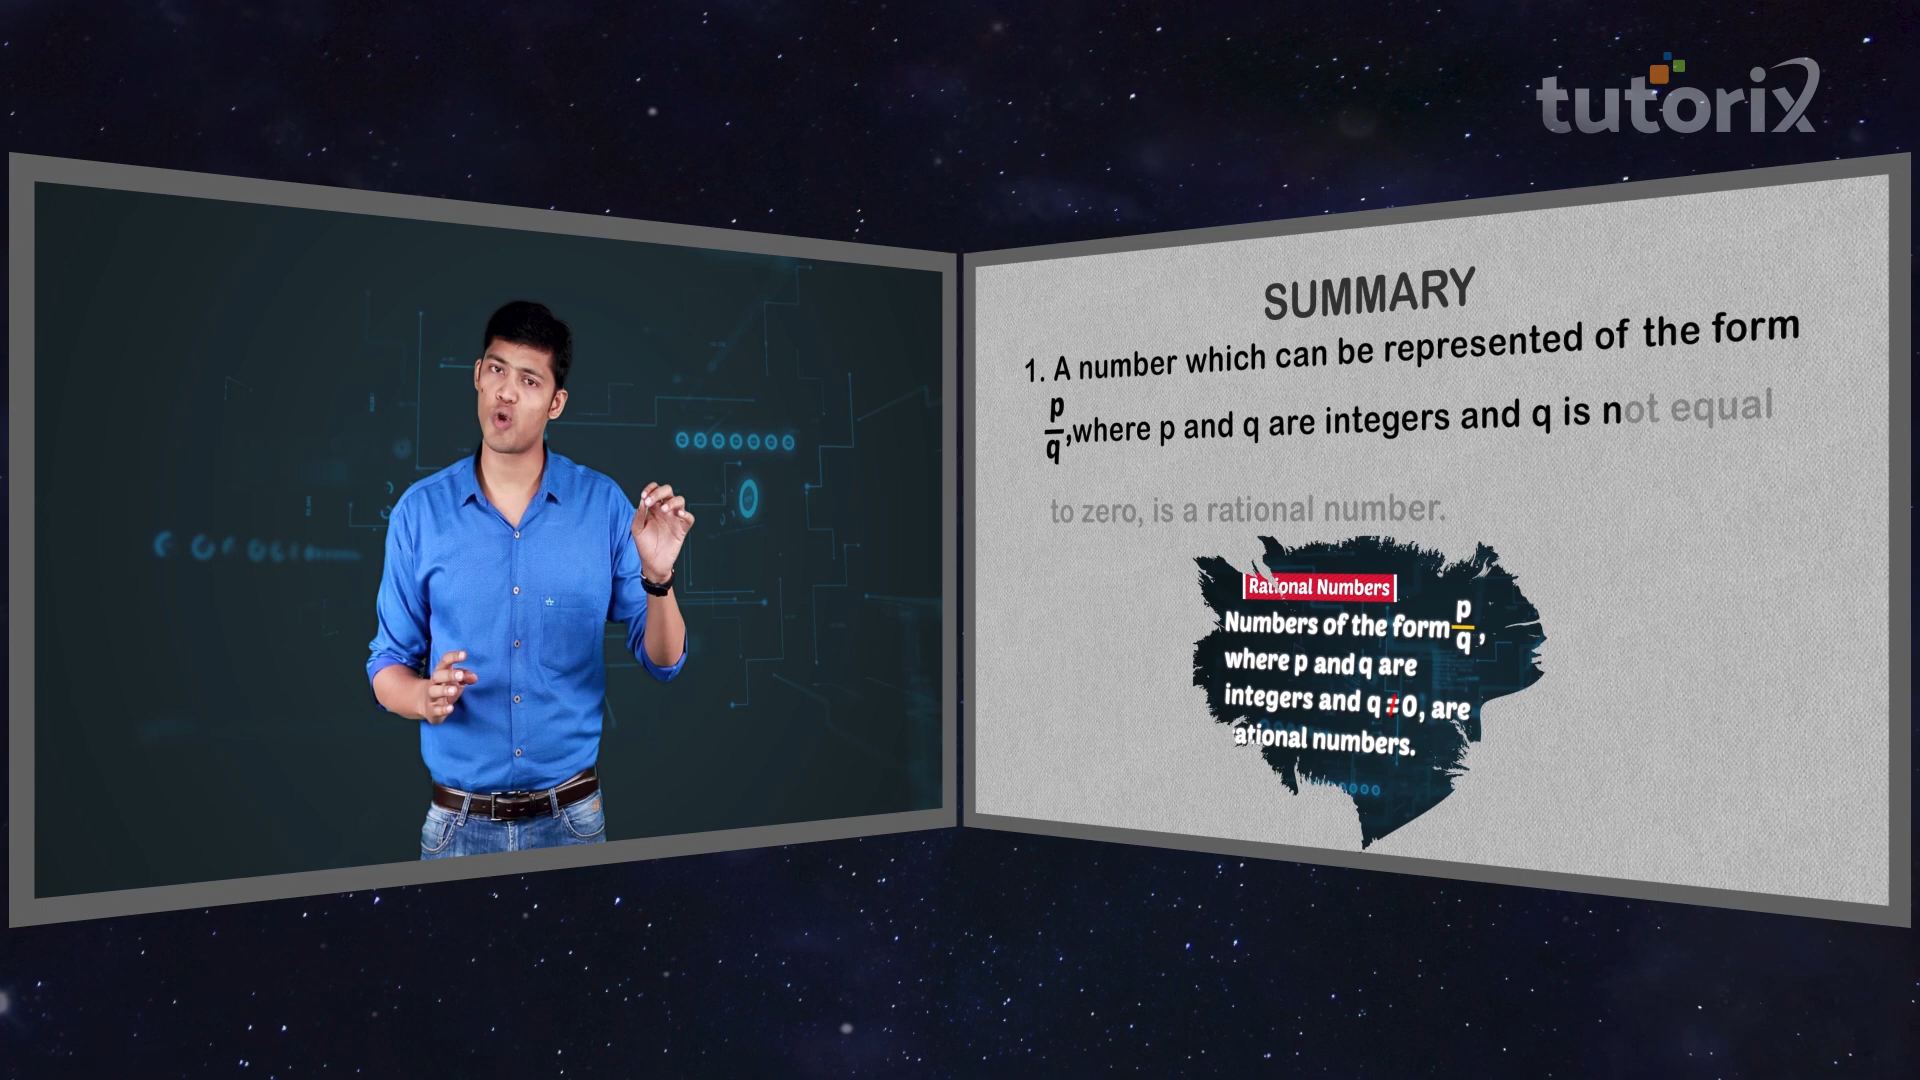 tutorix
SUMMARY
1. A number which can be represented of the form
p
q
,where p and q are integers and q is not equal
to zero, is a rational number.
Rational Numbers
Numbers of the form p/q ,
where p and q are
integers and q ≠ 0, are
ational numbers.